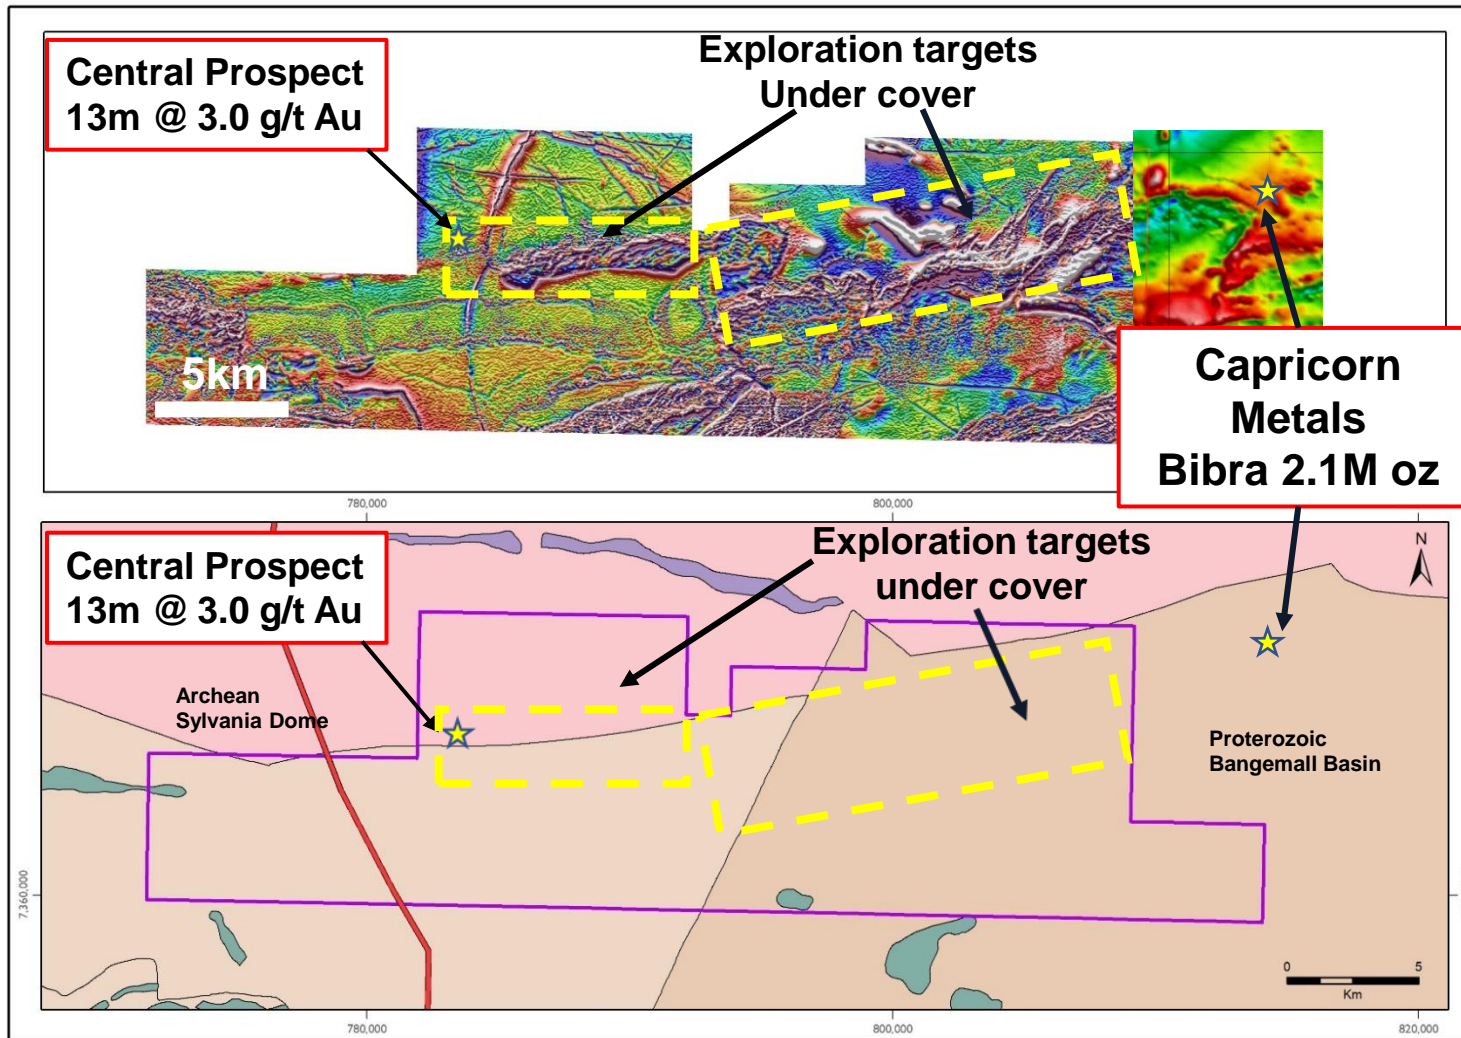 Central Prospect
13m @ 3.0 g/t Au
Exploration targets
Under cover
5km
Capricorn
Metals
Bibra 2.1M oz
780,000
800,000
Central Prospect
13m @ 3.0 g/t Au
Exploration targets
under cover
N
Archean
Sylvania Dome
Proterozoic
Bangemall Basin
7,360,000
0
5
Km
780,000
800,000
820,000